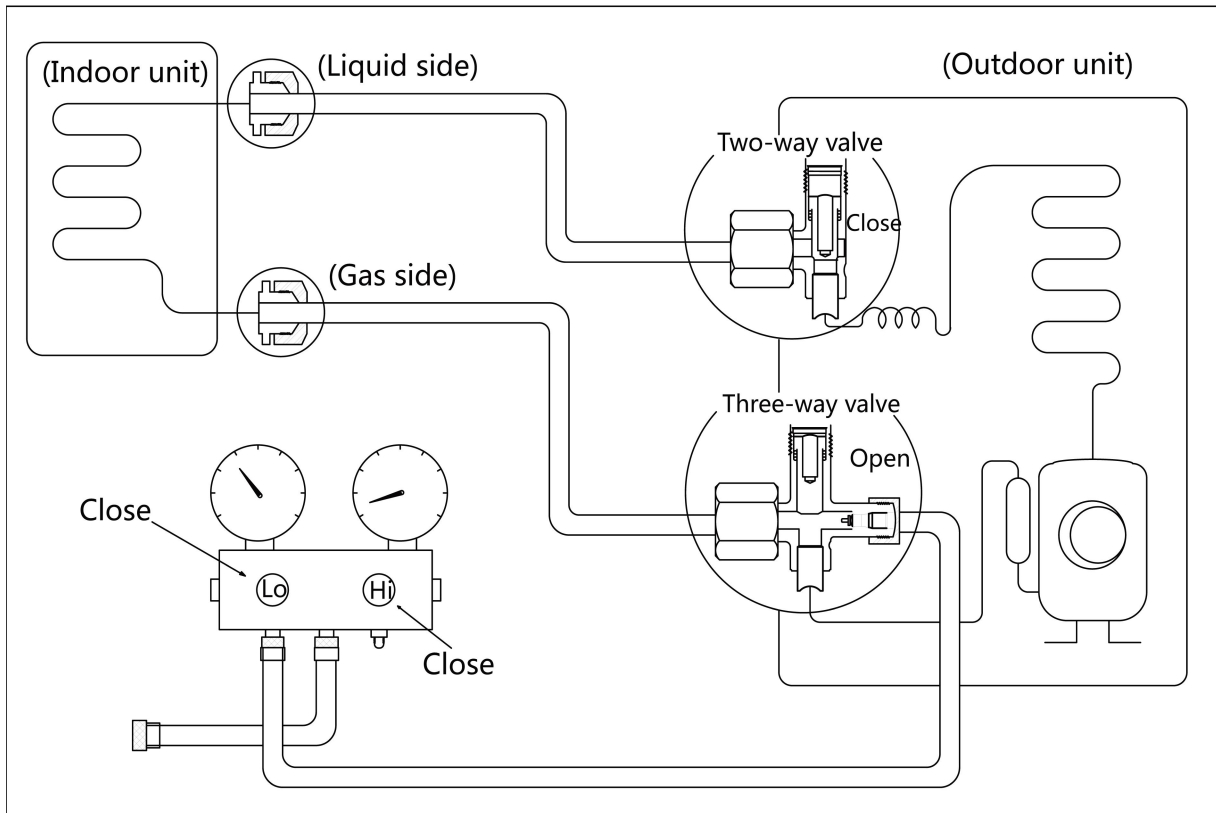 (Indoor unit)
(Liquid side)
(Outdoor unit)
Two-way valve
Close
(Gas side)
Three-way valve
Open
Close
Lo
Hi
Close